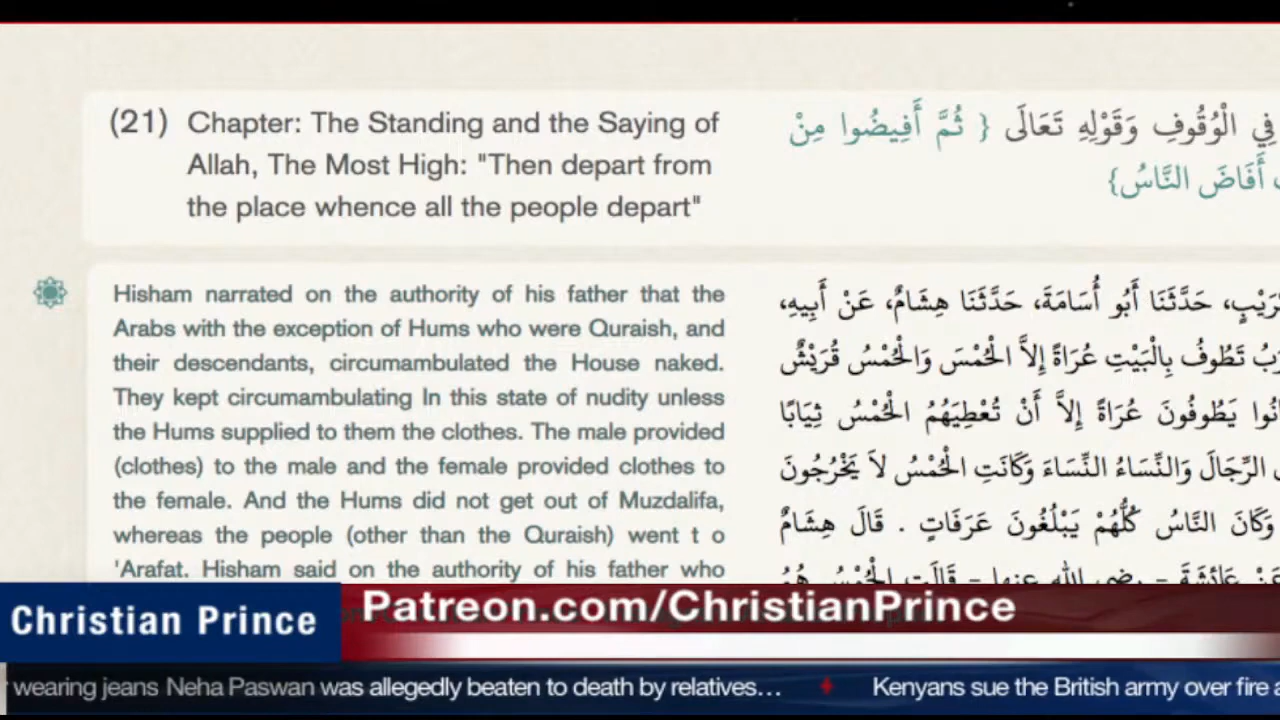 (21) Chapter: The Standing and the Saying of
Allah, The Most High: "Then depart from
the place whence all the people depart"
فِي الْوُقُوفِ وَقَوْلِهِ تَعَالَى { ثُمَّ أَفِيضُوا مِنْ
أَفَاضَ النَّاسُ}
Hisham narrated on the authority of his father that the
Arabs with the exception of Hums who were Quraish, and
their descendants, circumambulated the House naked.
They kept circumambulating In this state of nudity unless
the Hums supplied to them the clothes. The male provided
(clothes) to the male and the female provided clothes to
the female. And the Hums did not get out of Muzdalifa,
whereas the people (other than the Quraish) went t o
'Arafat. Hisham said on the authority of his father who
حَدَّثَنَا أَبُو أُسَامَةَ، حَدَّثَنَا هِشَامٌ، عَنْ أَبِيهِ،
تَطُوفُ بِالْبَيْتِ عُرَاةً إِلاَّ الْحُمْسَ وَالْحُمْسُ قُرَيْشٌ
يَطُوفُونَ عُرَاةً إِلاَّ أَنْ تُعْطِيَهُمُ الْحُمْسُ ثِيَابًا
الرِّجَالَ وَالنِّسَاءُ النِّسَاءَ وَكَانَتِ الْحُمْسُ لاَ يَخْرُجُونَ
وَكَانَ النَّاسُ كُلُّهُمْ يَبْلُغُونَ عَرَفَاتٍ . قَالَ هِشَامٌ
عَائِشَةَ - رضى الله عنها - قَالَتِ الْحُمْسُ هُمُ
Christian Prince
Patreon.com/ChristianPrince
wearing jeans Neha Paswan was allegedly beaten to death by relatives... Kenyans sue the British army over fire